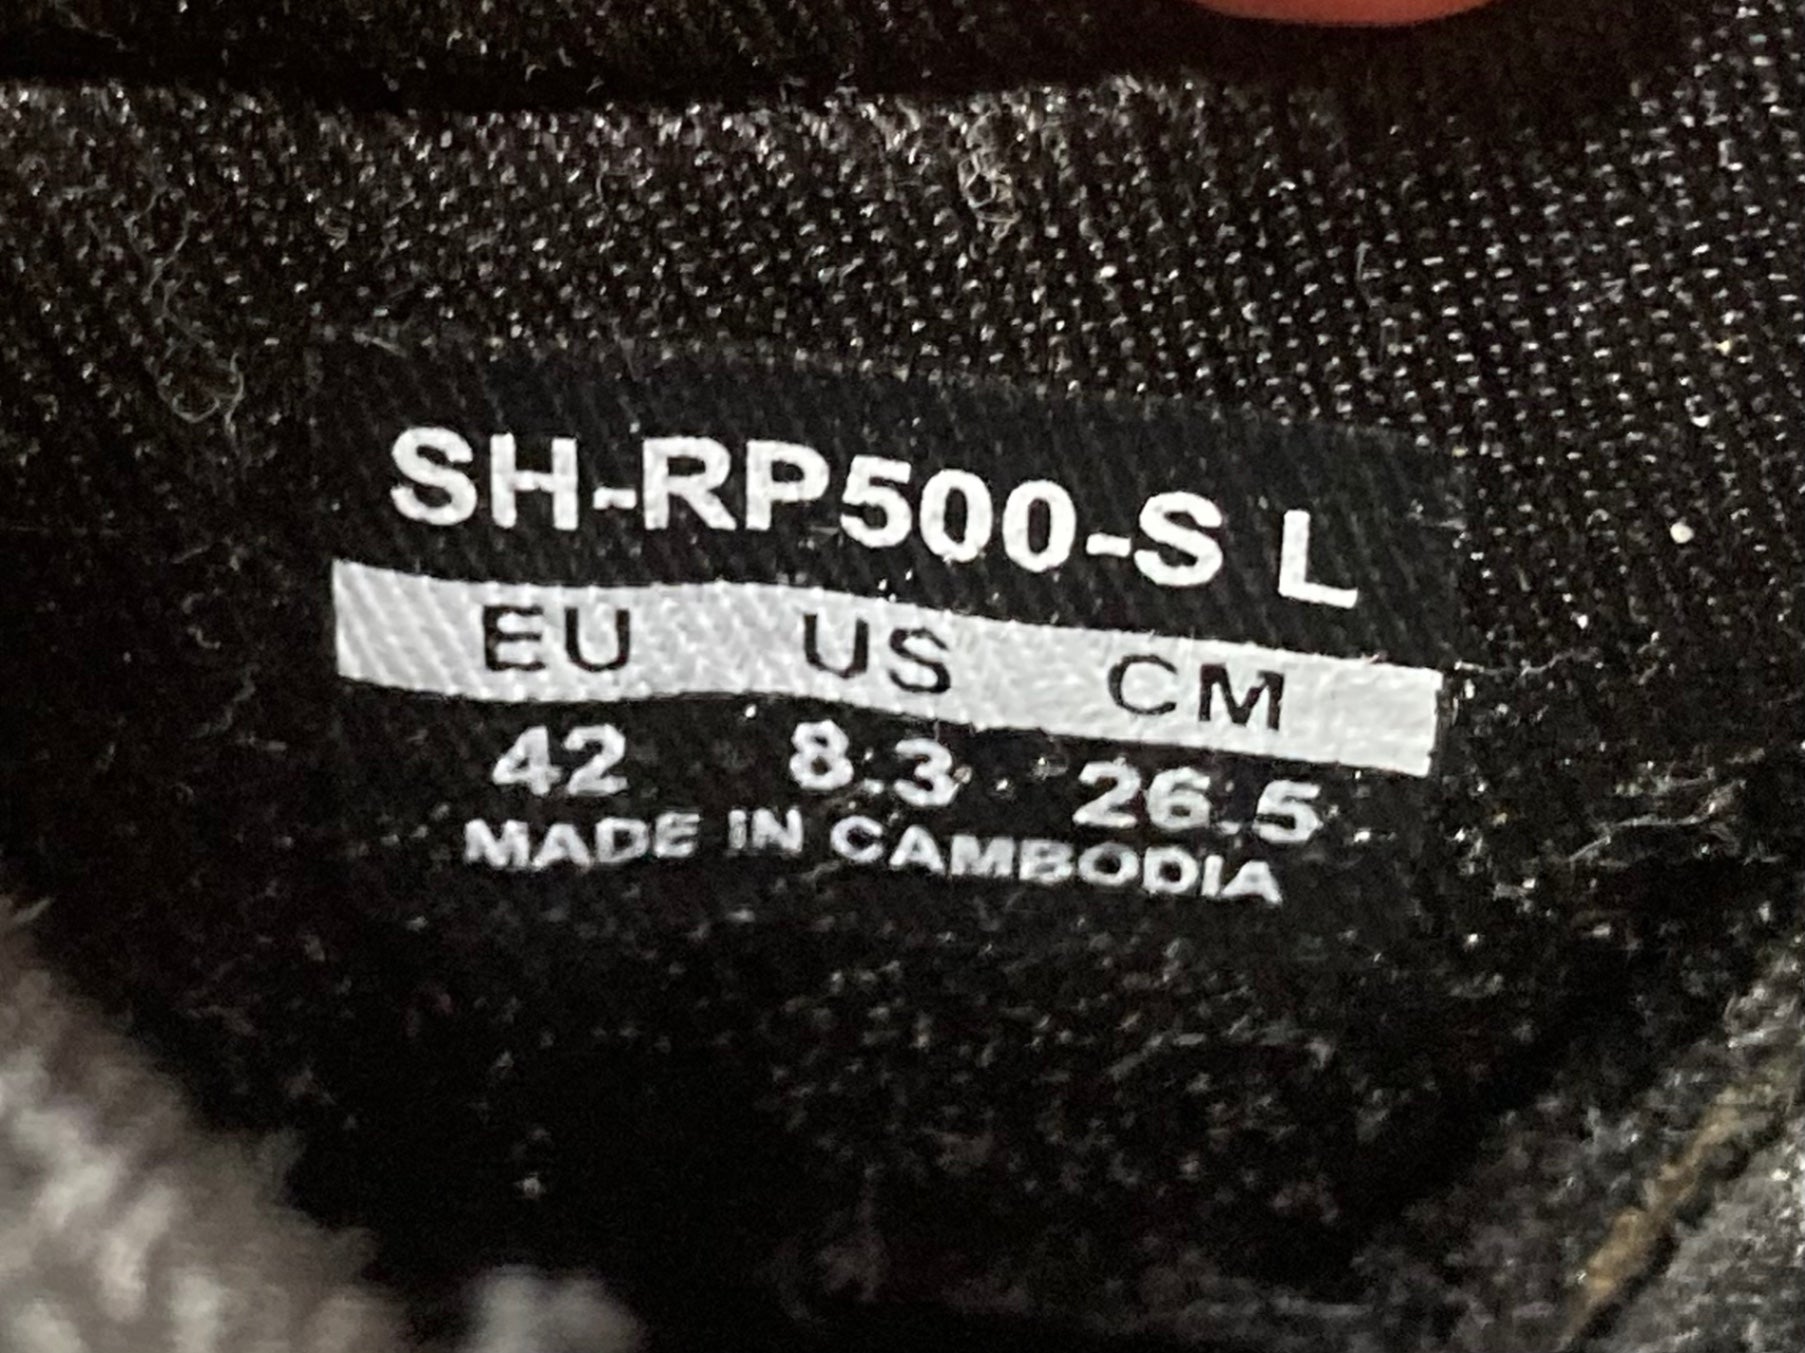 SH-RP500-S L
EU US CM
42 8.3 26.5
MADE IN CAMBODIA